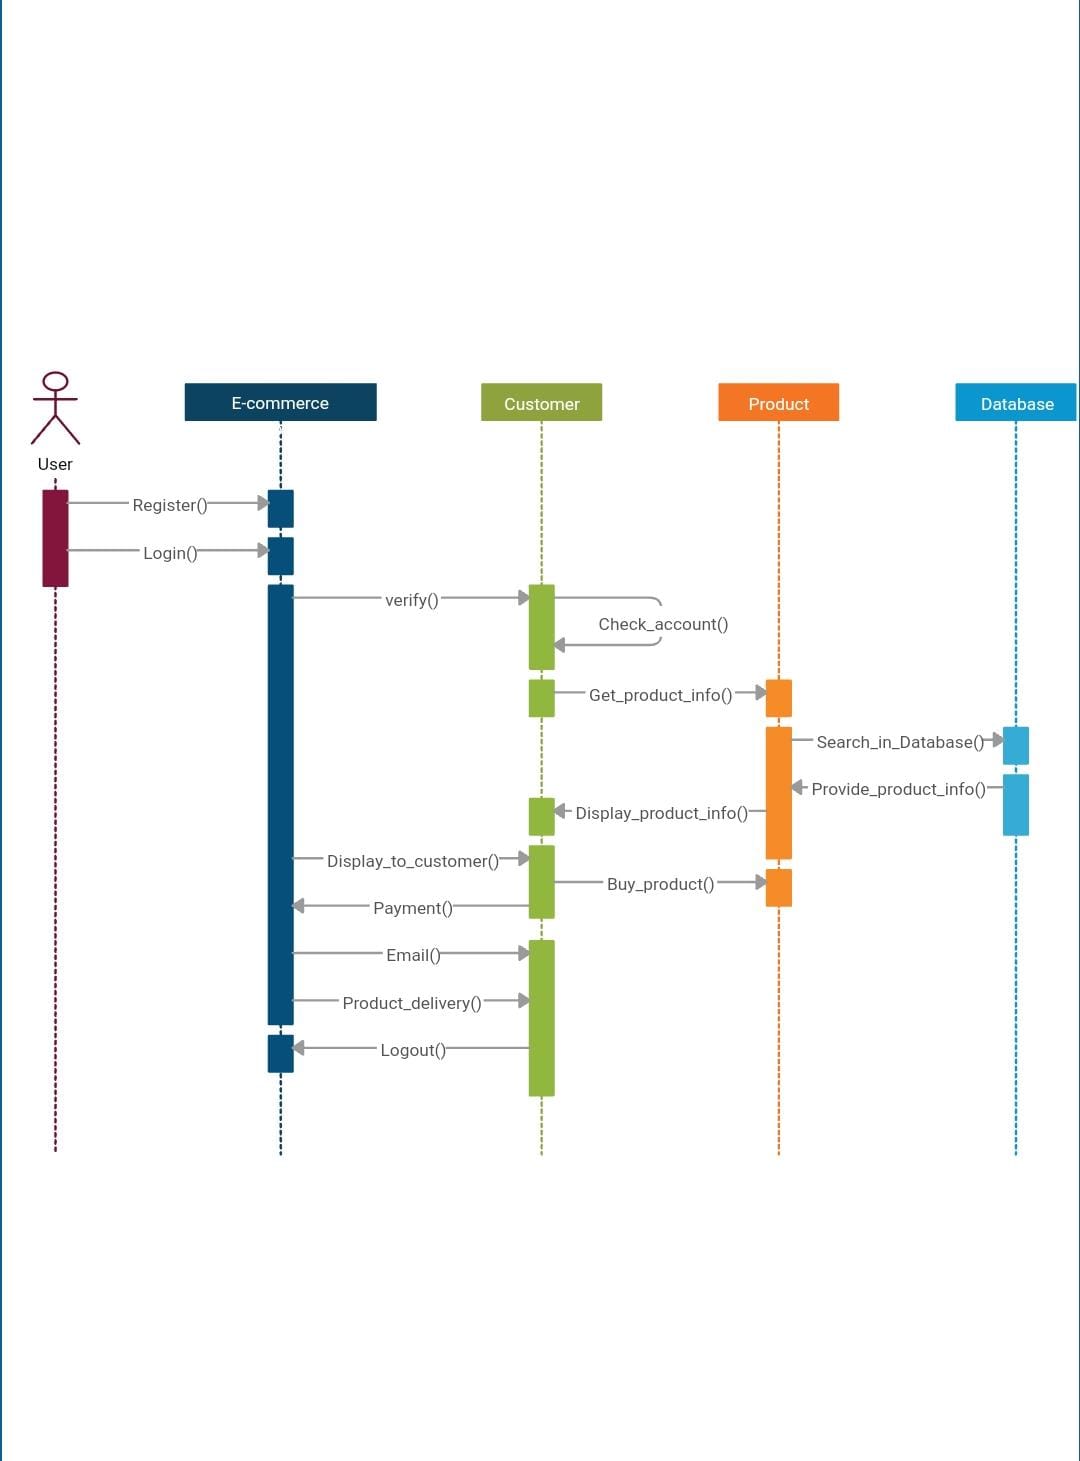 E-commerce
Customer
Product
Database
User
Register()
Login()
verify()
Check_account()
Get_product_info()
Search_in_Database()
Provide_product_info()
Display_product_info()
Display_to_customer()
Buy_product()
Payment()
Email()
Product_delivery()
Logout()